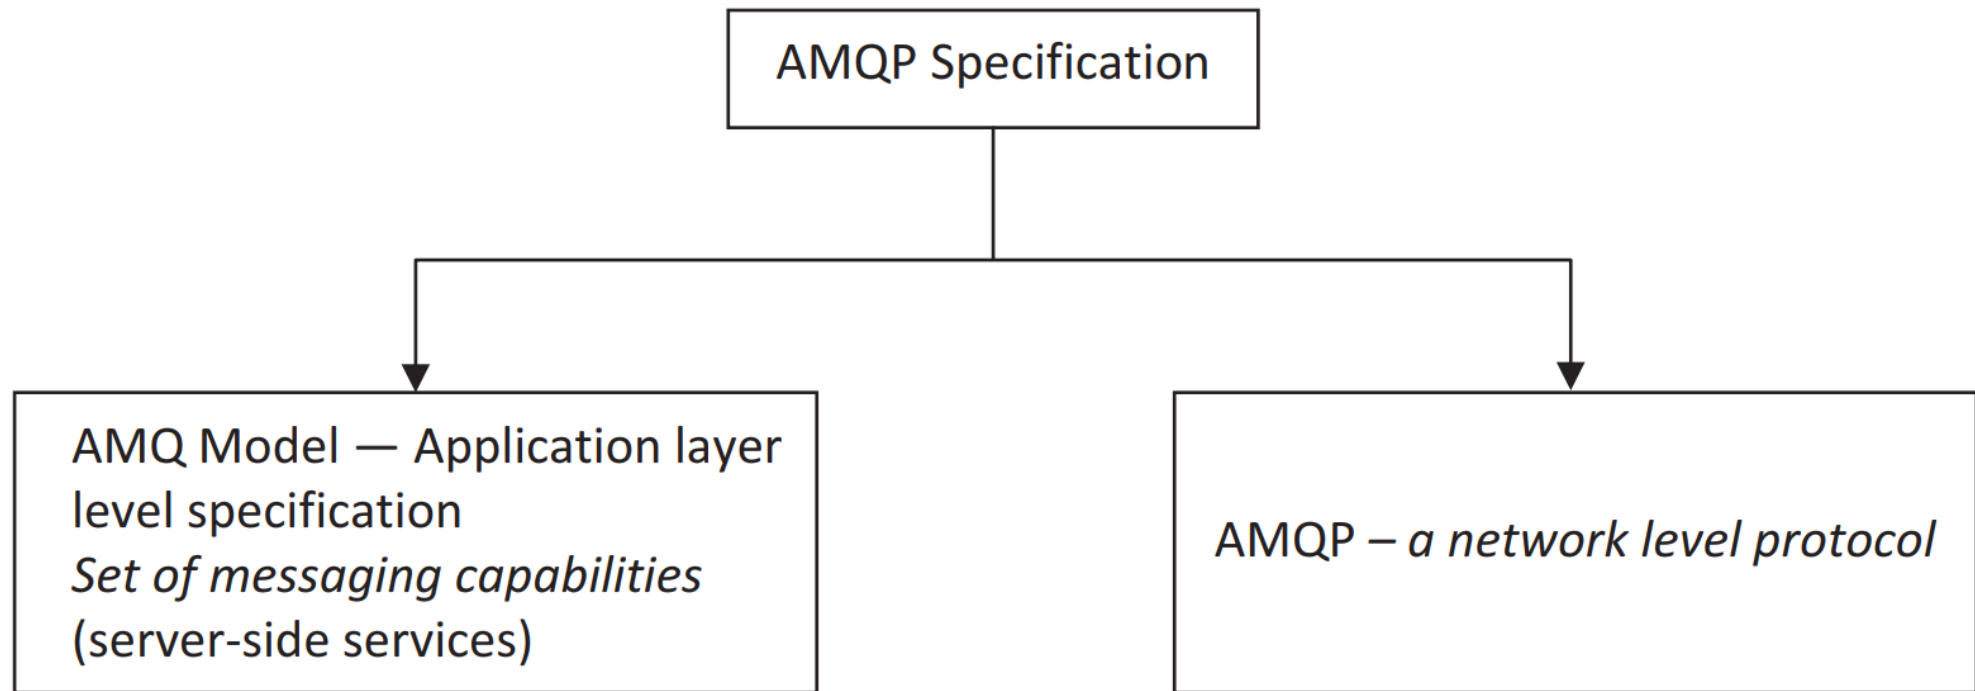 AMQP Specification
AMQ Model — Application layer
level specification
Set of messaging capabilities
(server-side services)
AMQP – a network level protocol